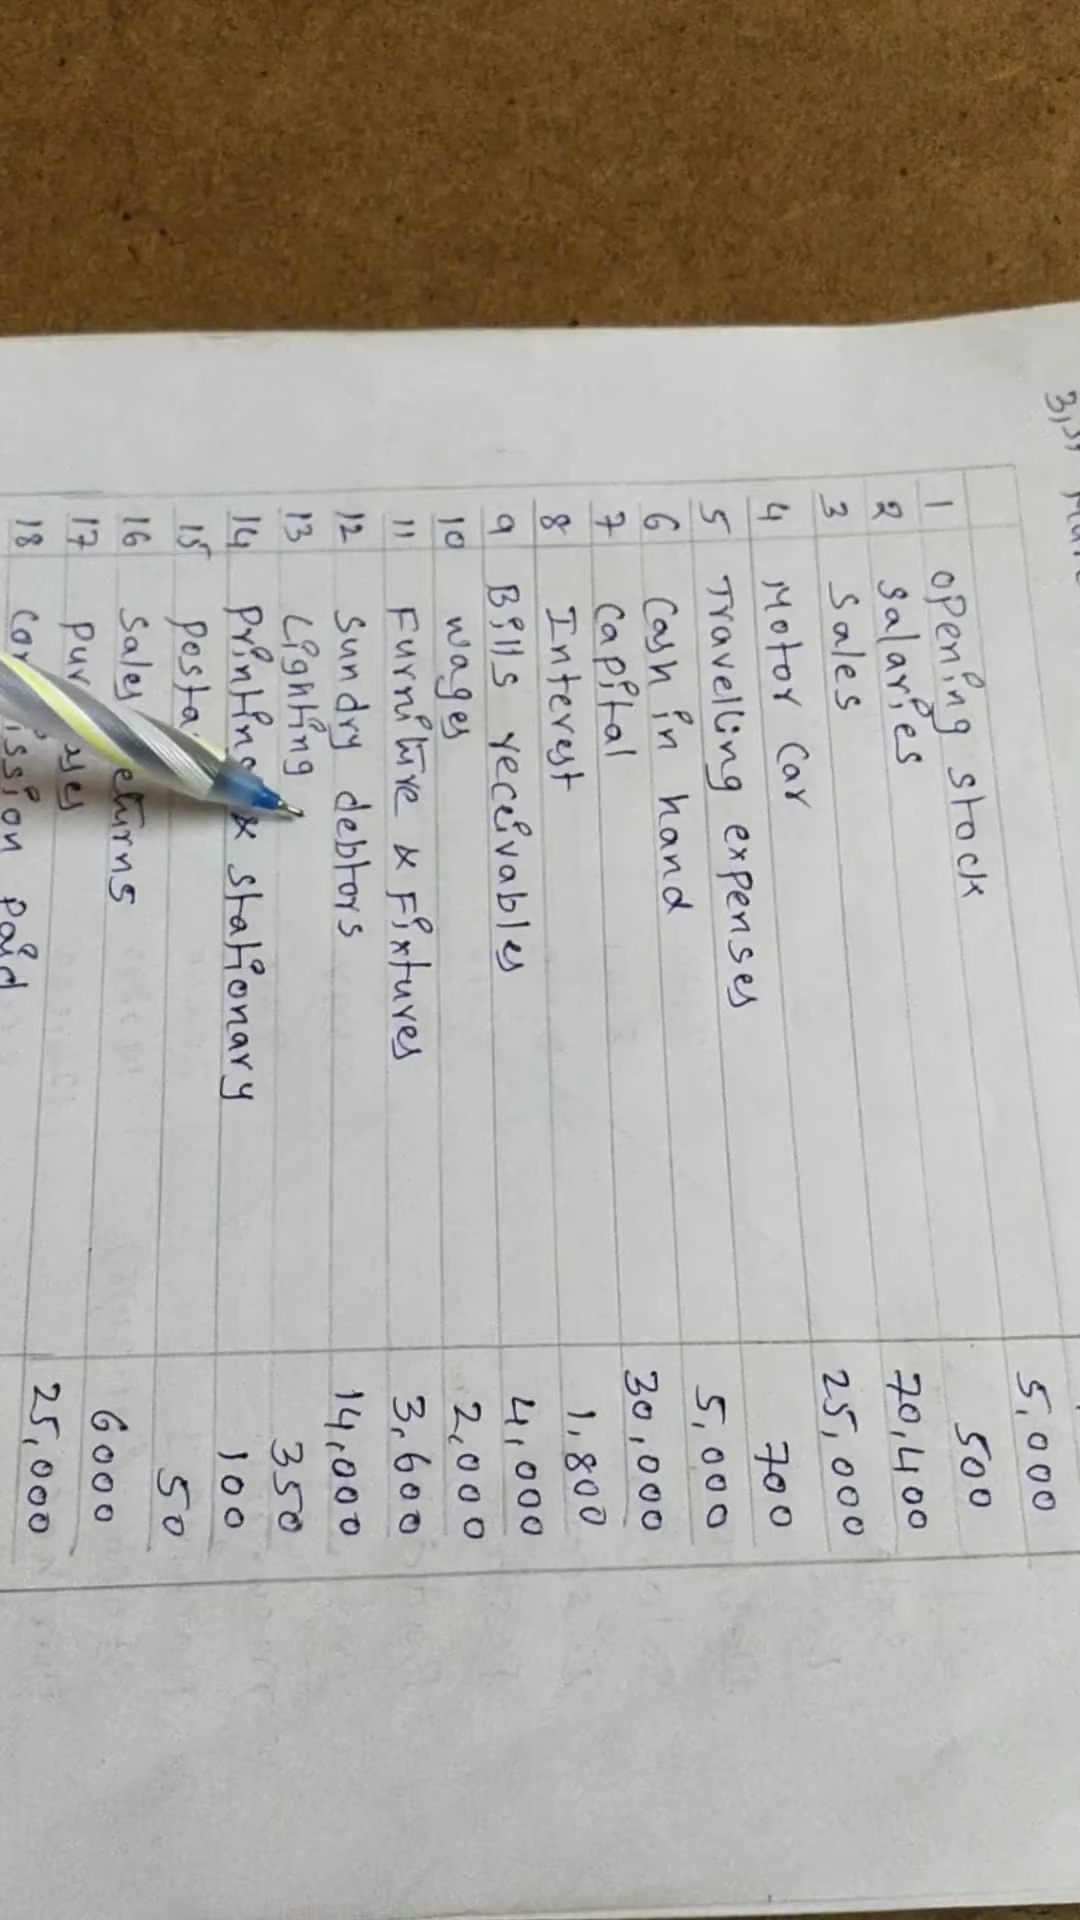 1 opening stock 5,000
2 Salaries 500
3 Sales 70,400
4 Motor car 25,000
5 Travelling expenses 700
6 Cash in hand 5,000
7 Capital 30,000
8 Interest 1,800
9 Bills receivables 4,000
10 wages 2,000
11 Furniture & Fixtures 3,600
12 Sundry debtors 14,000
13 Lighting 350
14 Printing & Stationary 100
15 50
16 Sales 6000
17 25,000
18 paid